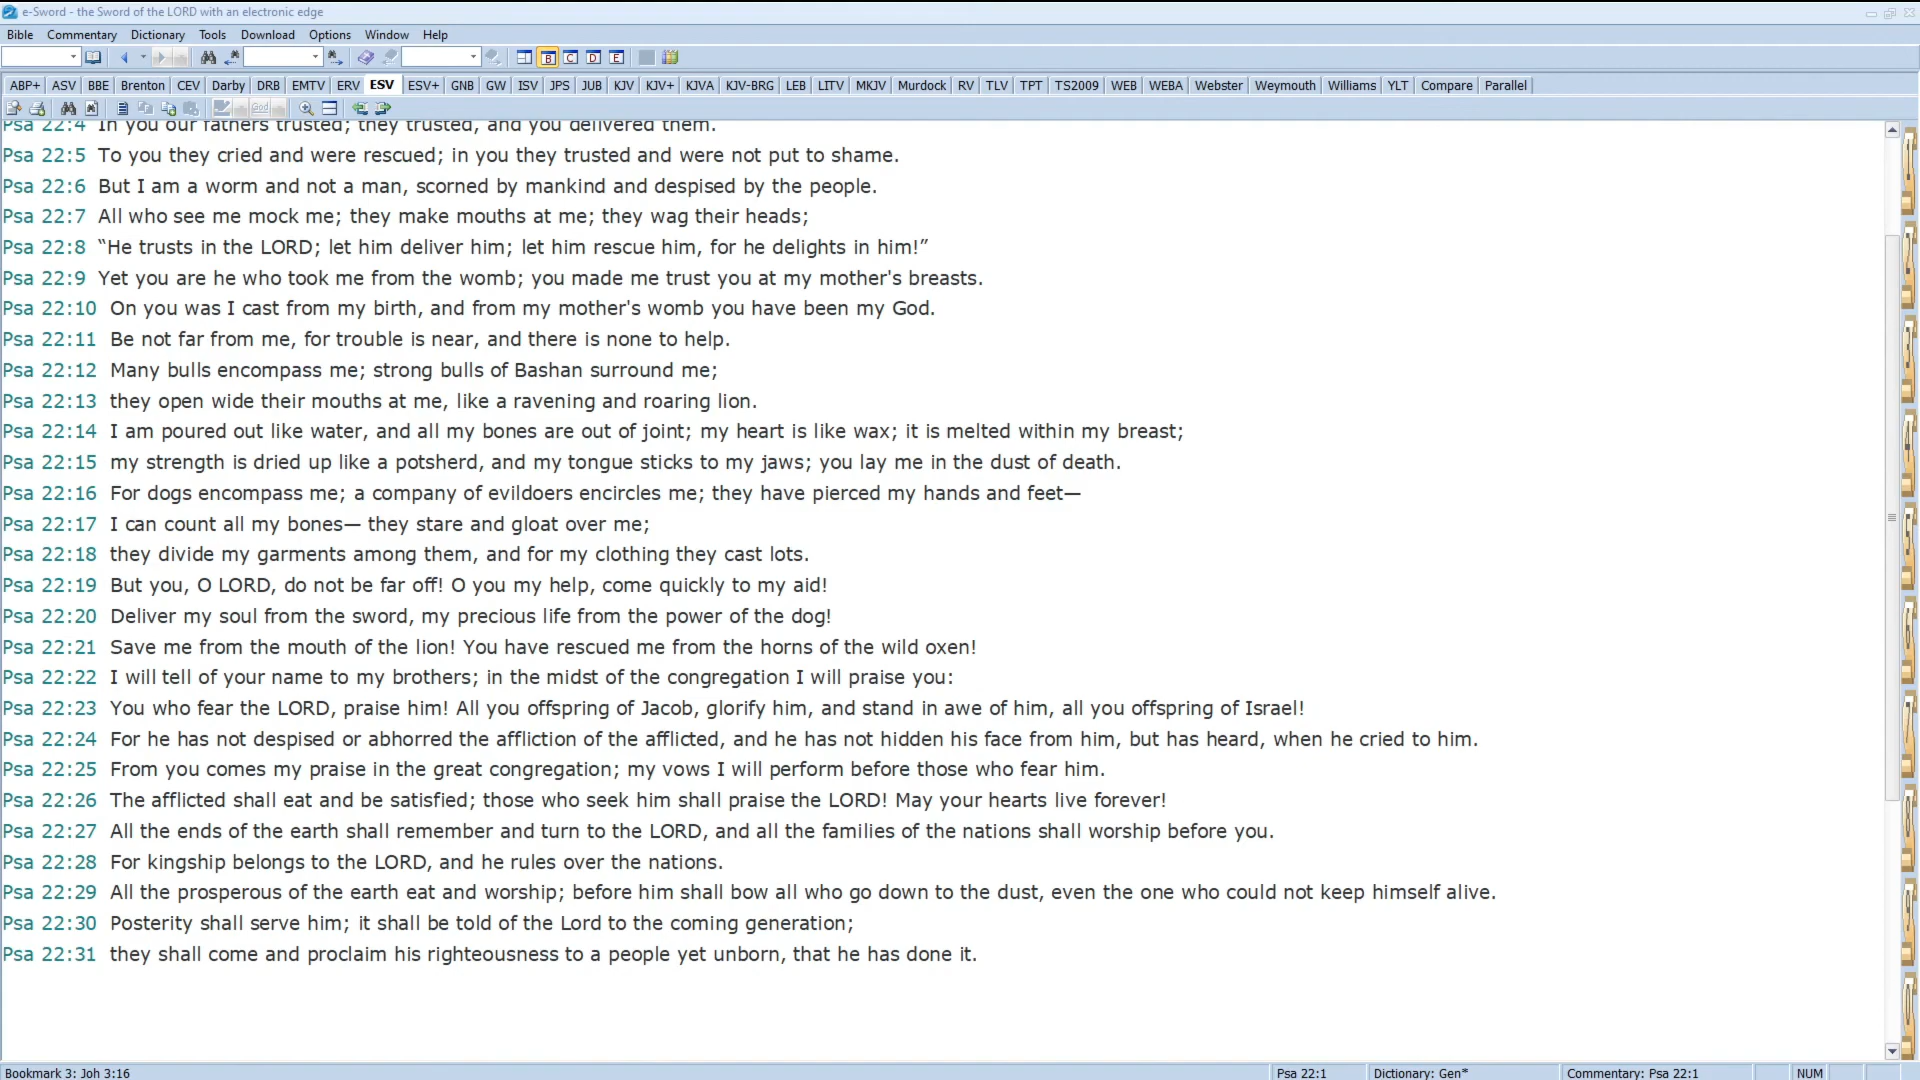 e-Sword - the Sword of the LORD with an electronic edge
Bible Commentary Dictionary Tools Download Options Window Help
B C D E
ABP+ ASV BBE Brenton CEV Darby DRB EMTV ERV ESV ESV+ GNB GW ISV JPS JUB KJV KJV+ KJVA KJV-BRG LEB LITV MKJV Murdock RV TLV TPT TS2009 WEB WEBA Webster Weymouth Williams YLT Compare Parallel
God
Psa 22:4 In you our fathers trusted; they trusted, and you delivered them.
Psa 22:5 To you they cried and were rescued; in you they trusted and were not put to shame.
Psa 22:6 But I am a worm and not a man, scorned by mankind and despised by the people.
Psa 22:7 All who see me mock me; they make mouths at me; they wag their heads;
Psa 22:8 “He trusts in the LORD; let him deliver him; let him rescue him, for he delights in him!”
Psa 22:9 Yet you are he who took me from the womb; you made me trust you at my mother's breasts.
Psa 22:10 On you was I cast from my birth, and from my mother's womb you have been my God.
Psa 22:11 Be not far from me, for trouble is near, and there is none to help.
Psa 22:12 Many bulls encompass me; strong bulls of Bashan surround me;
Psa 22:13 they open wide their mouths at me, like a ravening and roaring lion.
Psa 22:14 I am poured out like water, and all my bones are out of joint; my heart is like wax; it is melted within my breast;
Psa 22:15 my strength is dried up like a potsherd, and my tongue sticks to my jaws; you lay me in the dust of death.
Psa 22:16 For dogs encompass me; a company of evildoers encircles me; they have pierced my hands and feet—
Psa 22:17 I can count all my bones— they stare and gloat over me;
Psa 22:18 they divide my garments among them, and for my clothing they cast lots.
Psa 22:19 But you, O LORD, do not be far off! O you my help, come quickly to my aid!
Psa 22:20 Deliver my soul from the sword, my precious life from the power of the dog!
Psa 22:21 Save me from the mouth of the lion! You have rescued me from the horns of the wild oxen!
Psa 22:22 I will tell of your name to my brothers; in the midst of the congregation I will praise you:
Psa 22:23 You who fear the LORD, praise him! All you offspring of Jacob, glorify him, and stand in awe of him, all you offspring of Israel!
Psa 22:24 For he has not despised or abhorred the affliction of the afflicted, and he has not hidden his face from him, but has heard, when he cried to him.
Psa 22:25 From you comes my praise in the great congregation; my vows I will perform before those who fear him.
Psa 22:26 The afflicted shall eat and be satisfied; those who seek him shall praise the LORD! May your hearts live forever!
Psa 22:27 All the ends of the earth shall remember and turn to the LORD, and all the families of the nations shall worship before you.
Psa 22:28 For kingship belongs to the LORD, and he rules over the nations.
Psa 22:29 All the prosperous of the earth eat and worship; before him shall bow all who go down to the dust, even the one who could not keep himself alive.
Psa 22:30 Posterity shall serve him; it shall be told of the Lord to the coming generation;
Psa 22:31 they shall come and proclaim his righteousness to a people yet unborn, that he has done it.
Bookmark 3: Joh 3:16 Psa 22:1 Dictionary: Gen* Commentary: Psa 22:1 NUM